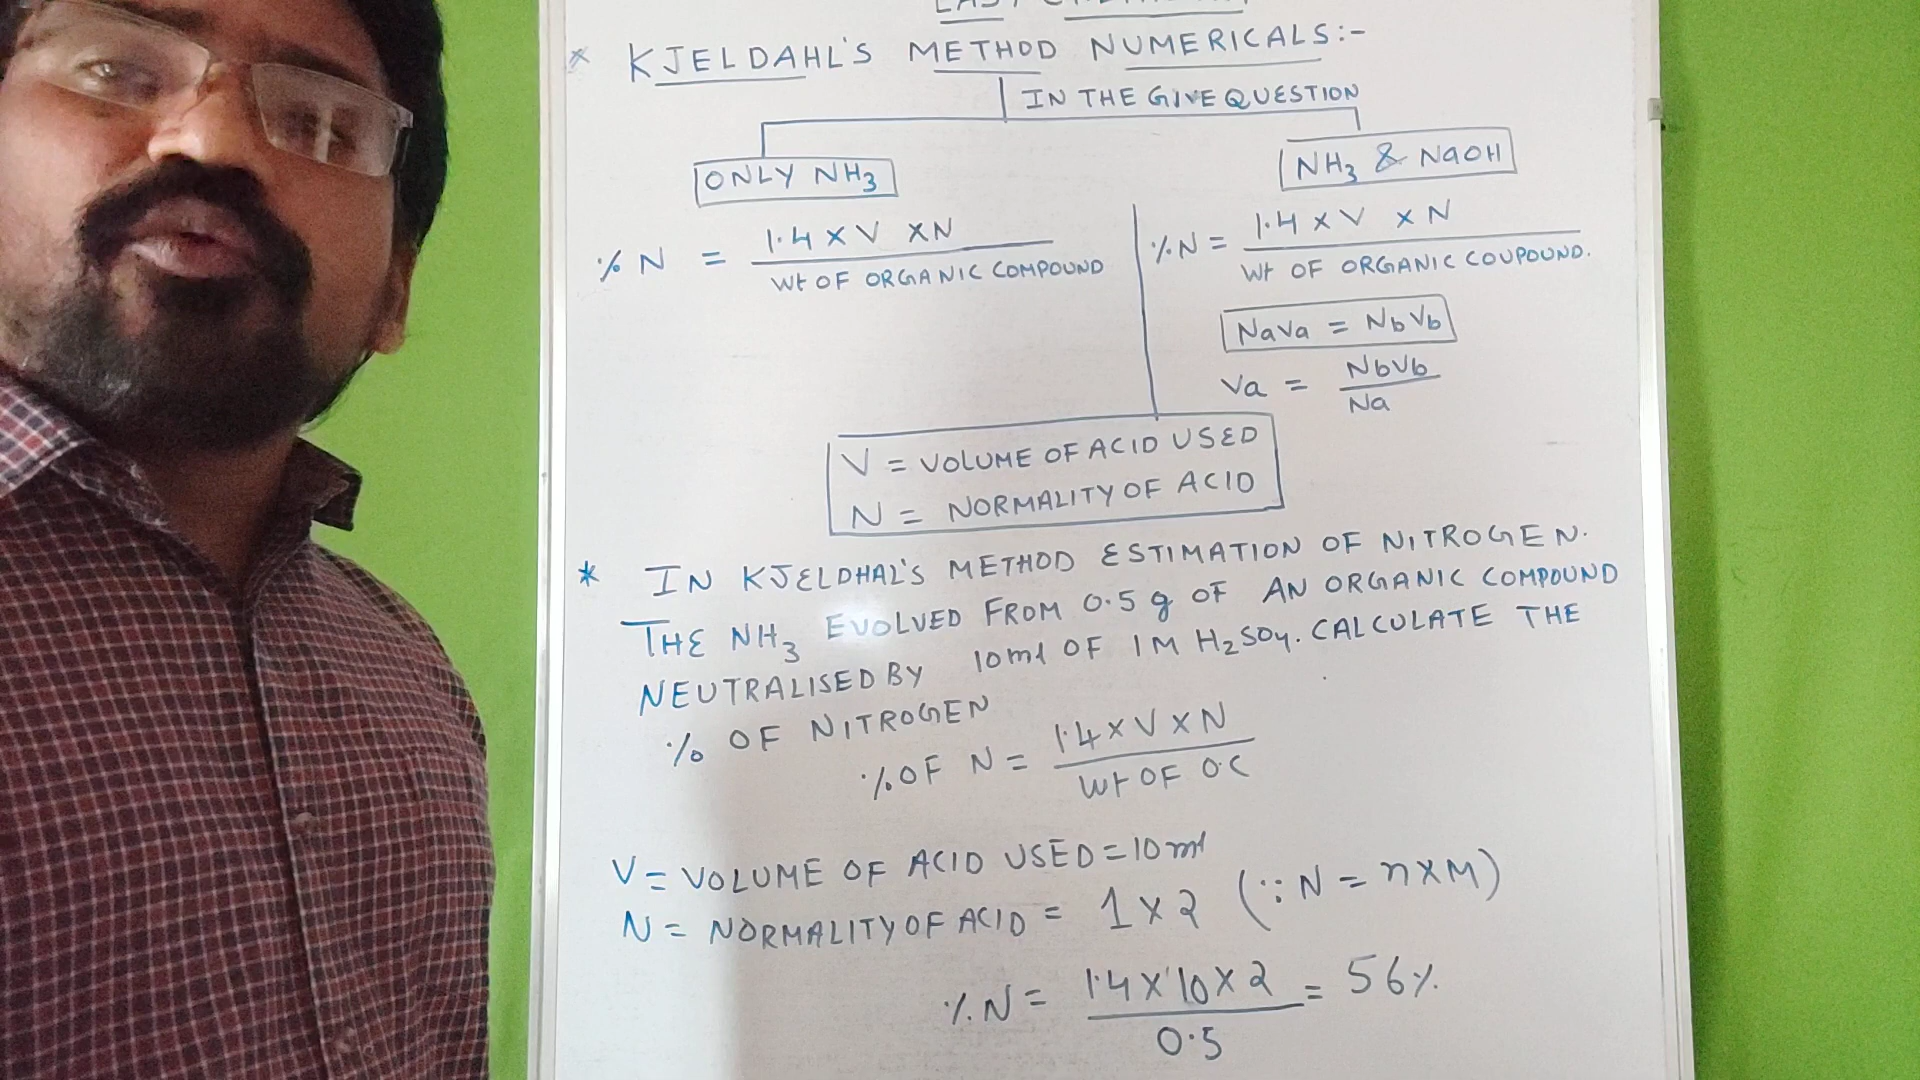 * KJELDAHL'S METHOD NUMERICALS:-
IN THE GIVE QUESTION
ONLY NH3
NH3 & NaOH
% N = 1.4 x V x N
Wt OF ORGANIC COMPOUND
% N = 1.4 x V x N
Wt OF ORGANIC COUPOUND.
NaVa = NbVb
Va = NbVb
Na
V = VOLUME OF ACID USED
N = NORMALITY OF ACID
* IN KJELDHAL'S METHOD ESTIMATION OF NITROGEN.
THE NH3 EVOLVED FROM 0.5 g OF AN ORGANIC COMPOUND
NEUTRALISED BY 10ml OF 1M H2SO4. CALCULATE THE
% OF NITROGEN
% OF N = 1.4 x V x N
Wt OF O.C
V = VOLUME OF ACID USED = 10ml
N = NORMALITY OF ACID = 1 x 2 (∵ N = n x M)
% N = 1.4 x 10 x 2 = 56%
0.5